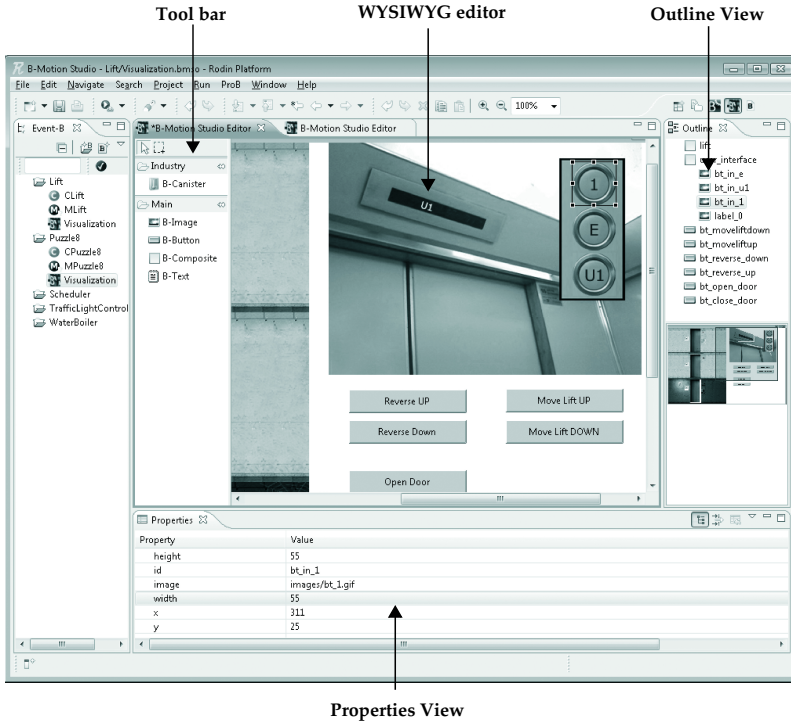 Tool bar
WYSIWYG editor
Outline View
B-Motion Studio - Lift/Visualization.bmso - Rodin Platform
File Edit Navigate Search Project Run ProB Window Help
100%
Event-B
*B-Motion Studio Editor
B-Motion Studio Editor
Outline
Lift
CLift
MLift
Visualization
Puzzle8
CPuzzle8
MPuzzle8
Visualization
Scheduler
TrafficLightControl
WaterBoiler
Industry
B-Canister
Main
B-Image
B-Button
B-Composite
B-Text
U1
1
E
U1
Reverse UP
Move Lift UP
Reverse Down
Move Lift DOWN
Open Door
lift
user_interface
bt_in_e
bt_in_u1
bt_in_1
label_0
bt_moveliftdown
bt_moveliftup
bt_reverse_down
bt_reverse_up
bt_open_door
bt_close_door
Properties
Property Value
height 55
id bt_in_1
image images/bt_1.gif
width 55
x 311
y 25
Properties View